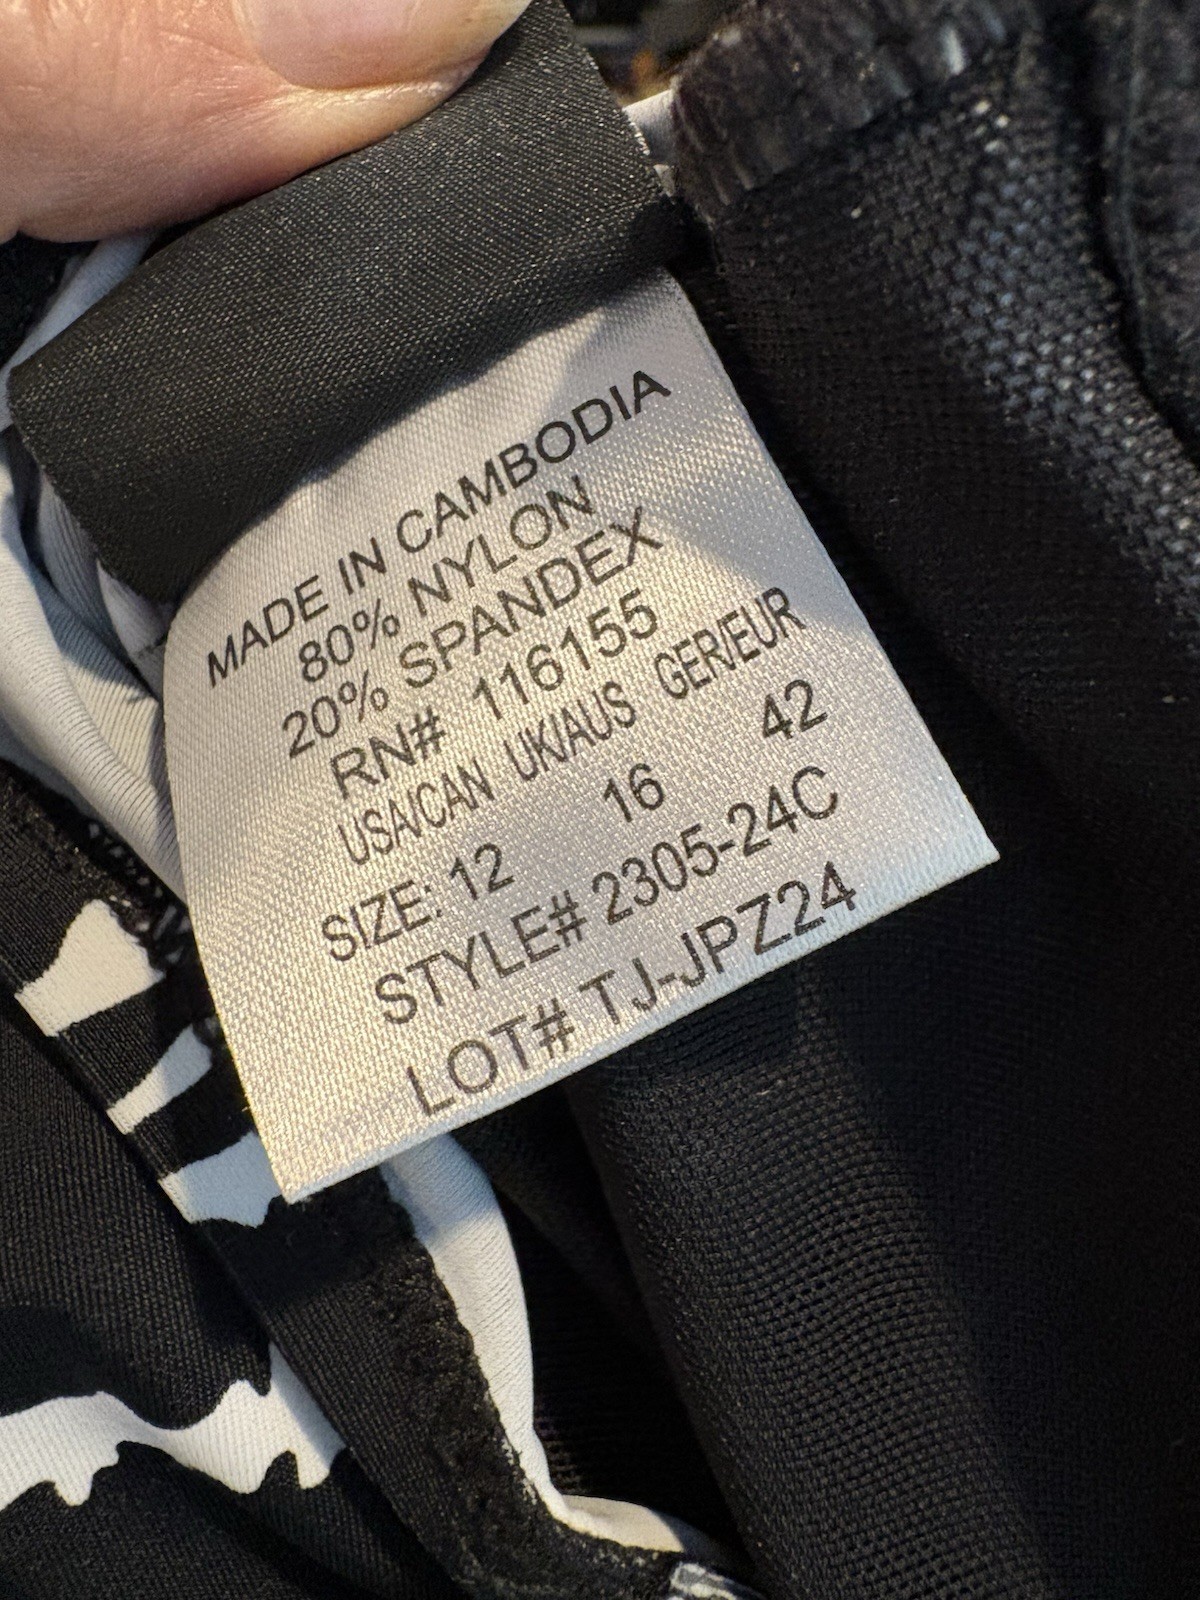 MADE IN CAMBODIA
80% NYLON
20% SPANDEX
RN# 116155
USA/CAN UK/AUS GER/EUR
SIZE: 12 16 42
STYLE# 2305-24C
LOT# TJ-JPZ24